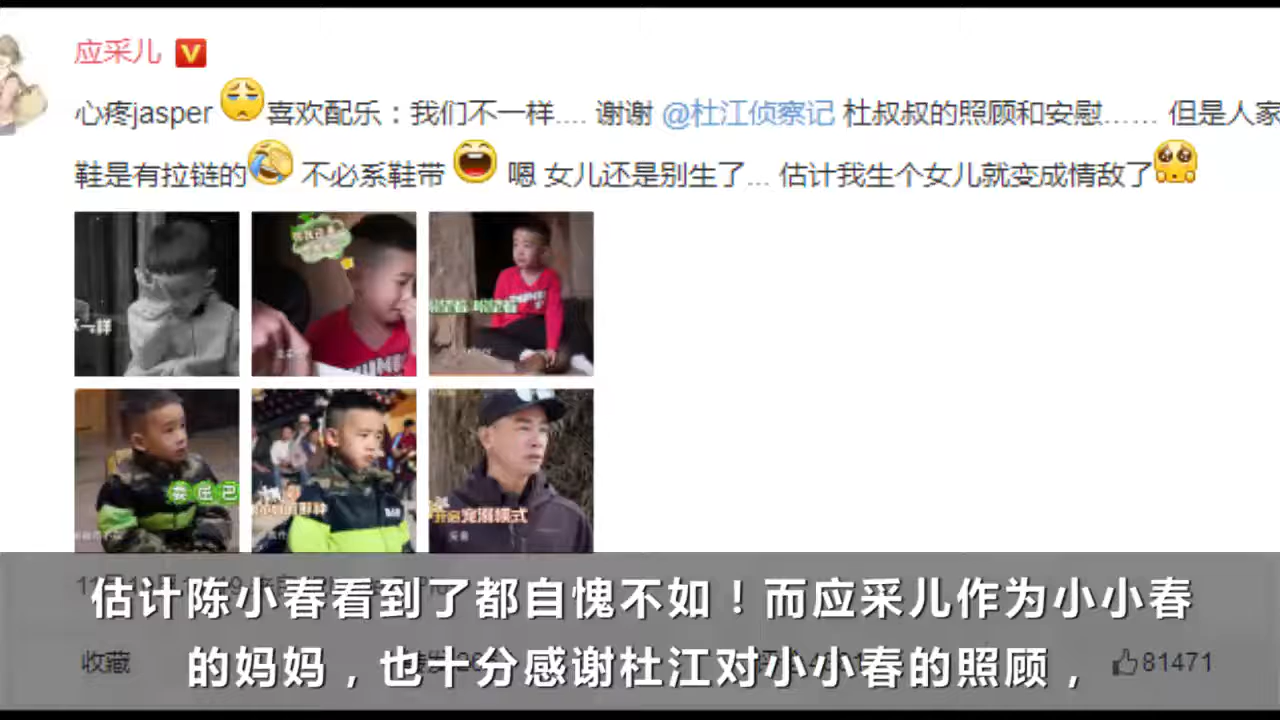 应采儿
心疼jasper 喜欢配乐：我们不一样.... 谢谢 @杜江侦察记 杜叔叔的照顾和安慰…… 但是人家
鞋是有拉链的 不必系鞋带 嗯 女儿还是别生了... 估计我生个女儿就变成情敌了
不一样
委屈巴
开启宠溺模式
估计陈小春看到了都自愧不如！而应采儿作为小小春
的妈妈，也十分感谢杜江对小小春的照顾，
收藏
81471